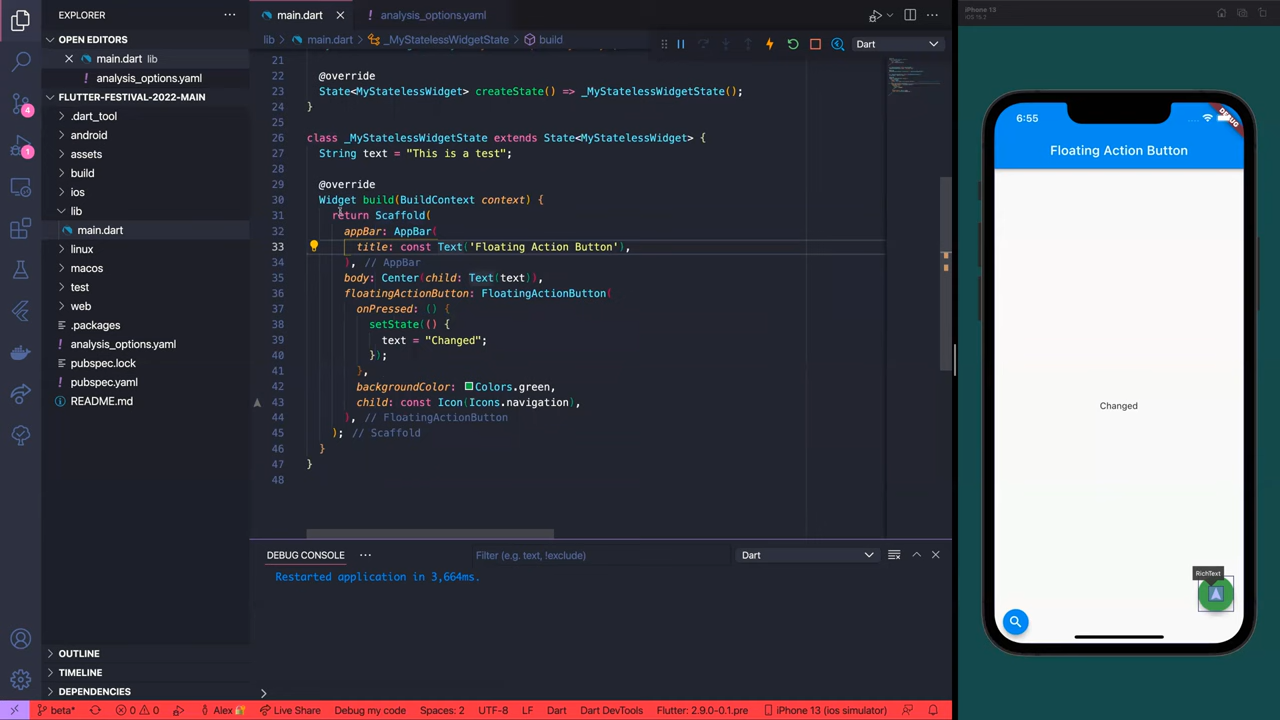 EXPLORER
OPEN EDITORS
main.dart lib
analysis_options.yaml
FLUTTER-FESTIVAL-2022-MAIN
.dart_tool
android
assets
build
ios
lib
main.dart
linux
macos
test
web
.packages
analysis_options.yaml
pubspec.lock
pubspec.yaml
README.md
OUTLINE
TIMELINE
DEPENDENCIES
4
1
main.dart
analysis_options.yaml
lib > main.dart > _MyStatelessWidgetState > build
Dart
21
22 @override
23 State<MyStatelessWidget> createState() => _MyStatelessWidgetState();
24 }
25
26 class _MyStatelessWidgetState extends State<MyStatelessWidget> {
27 String text = "This is a test";
28
29 @override
30 Widget build(BuildContext context) {
31 return Scaffold(
32 appBar: AppBar(
33 title: const Text('Floating Action Button'),
34 ), // AppBar
35 body: Center(child: Text(text)),
36 floatingActionButton: FloatingActionButton(
37 onPressed: () {
38 setState(() {
39 text = "Changed";
40 });
41 },
42 backgroundColor: Colors.green,
43 child: const Icon(Icons.navigation),
44 ), // FloatingActionButton
45 ); // Scaffold
46 }
47 }
48
DEBUG CONSOLE
Filter (e.g. text, !exclude)
Dart
Restarted application in 3,664ms.
beta*
0 0
Alex
Live Share
Debug my code
Spaces: 2
UTF-8
LF
Dart
Dart DevTools
Flutter: 2.9.0-0.1.pre
iPhone 13 (ios simulator)
iPhone 13
6:55
DEBUG
Floating Action Button
Changed
RichText